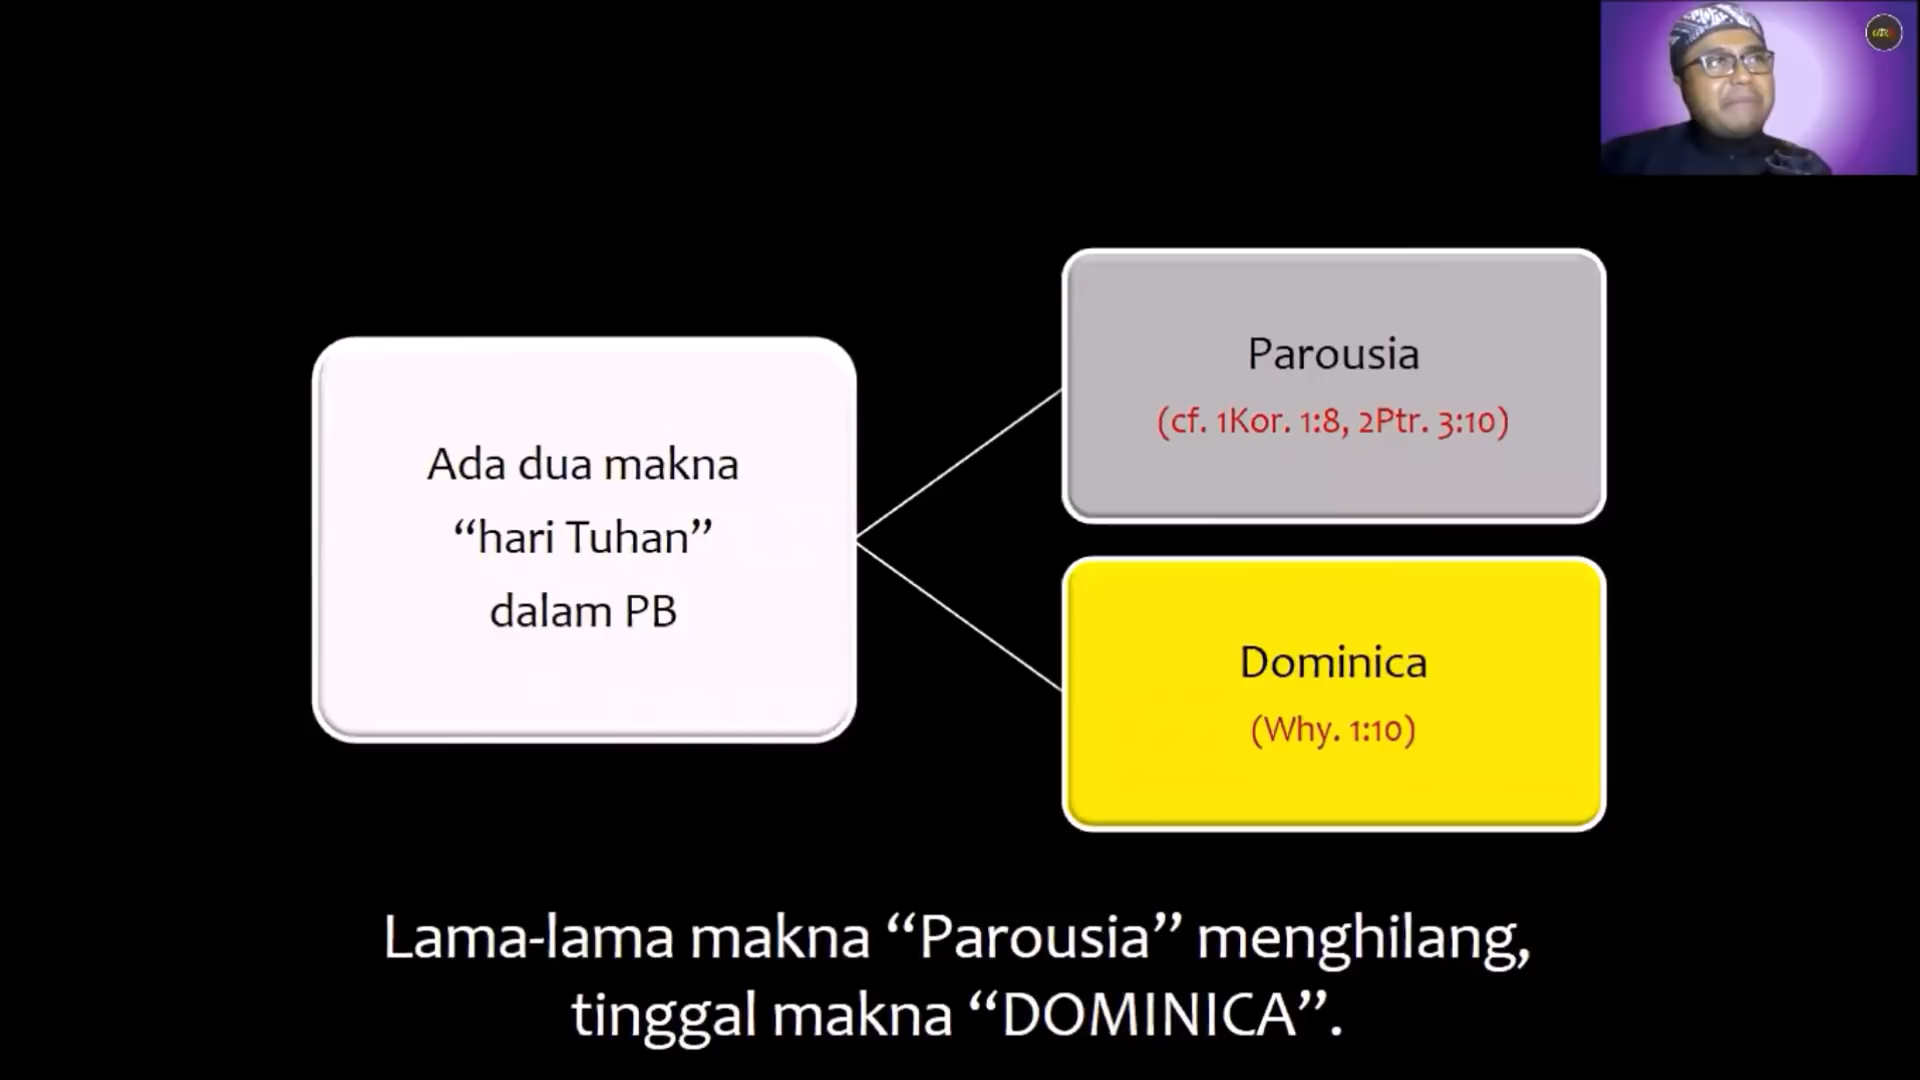 Ada dua makna
“hari Tuhan”
dalam PB
Parousia
(cf. 1Kor. 1:8, 2Ptr. 3:10)
Dominica
(Why. 1:10)
Lama-lama makna “Parousia” menghilang,
tinggal makna “DOMINICA”.